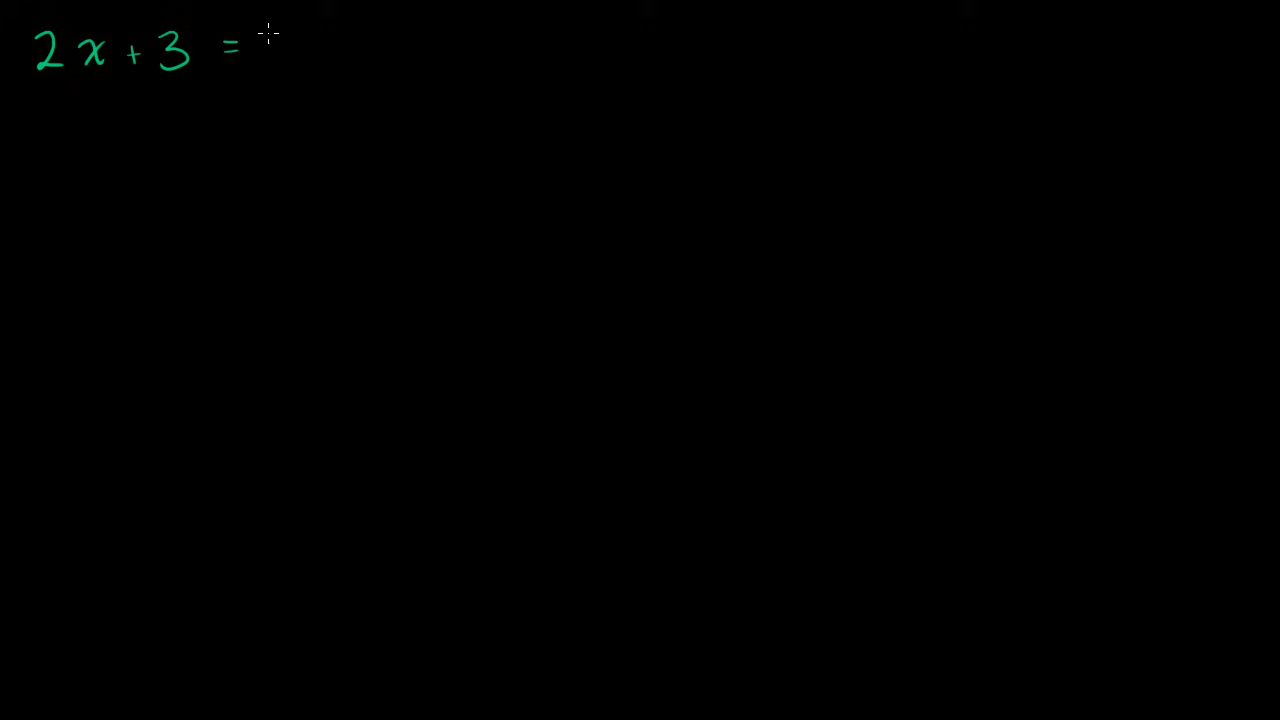 2x + 3 =